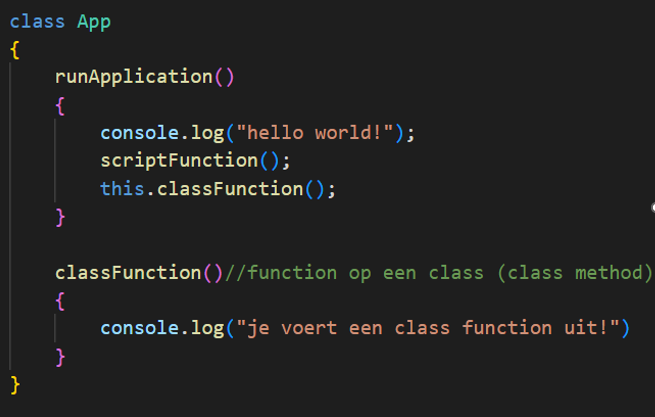 class App
{
    runApplication()
    {
        console.log("hello world!");
        scriptFunction();
        this.classFunction();
    }

    classFunction()//function op een class (class method)
    {
        console.log("je voert een class function uit!")
    }
}